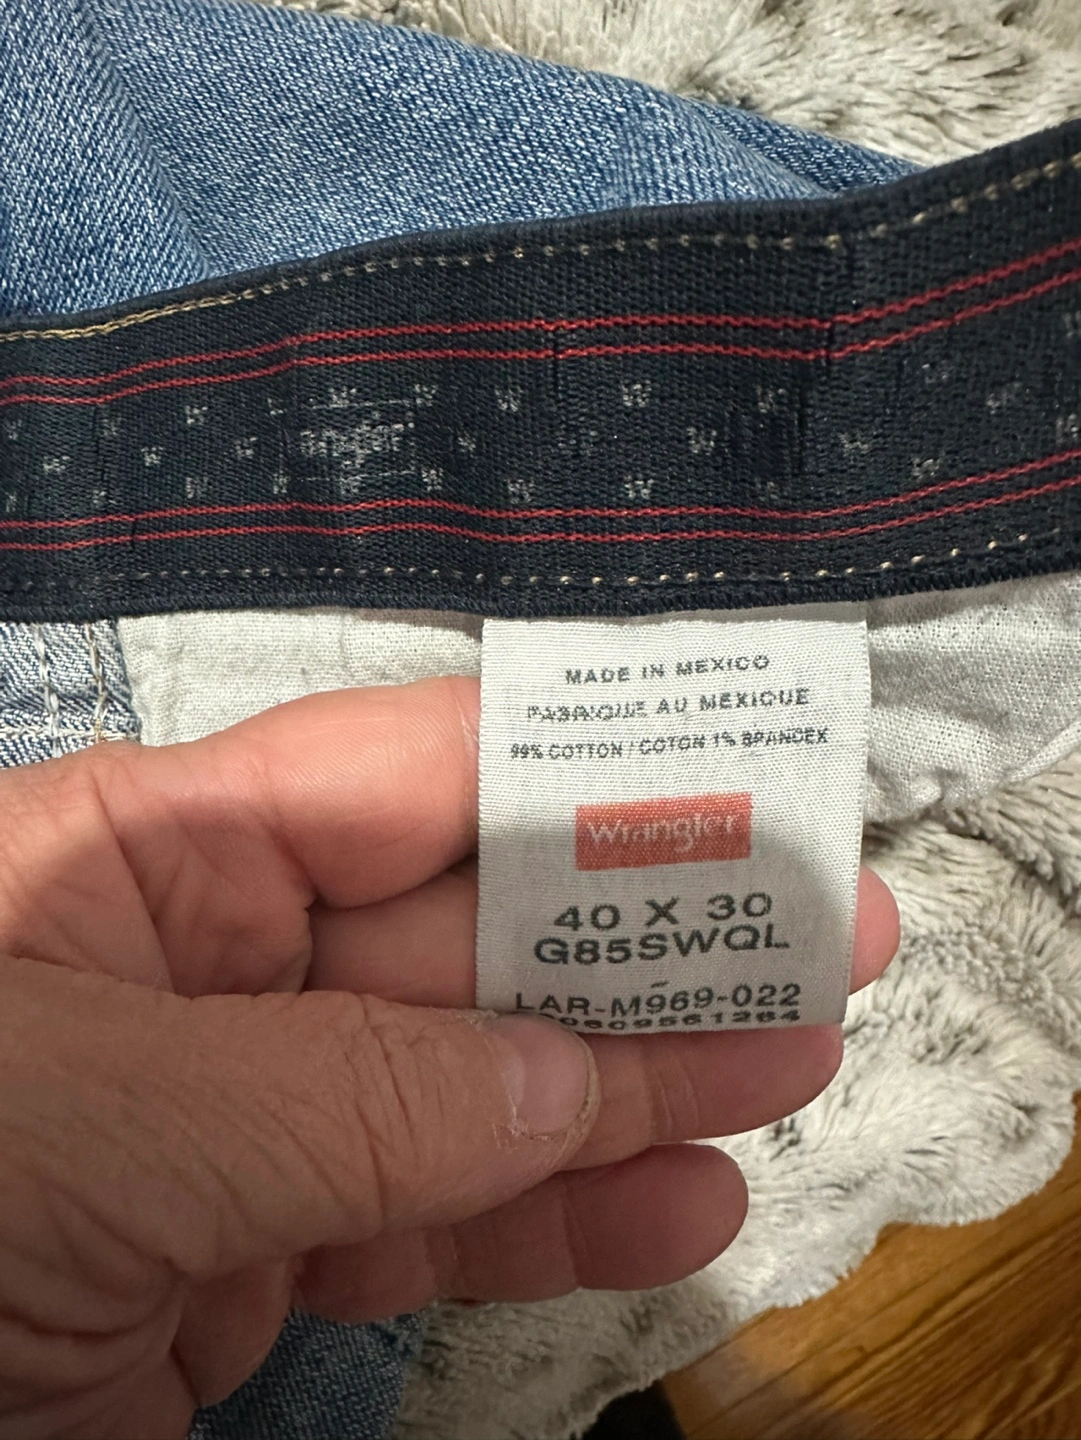 MADE IN MEXICO
FABRIQUE AU MEXIQUE
99% COTTON / COTON 1% SPANDEX
Wrangler
40 X 30
G85SWQL
LAR-M969-022